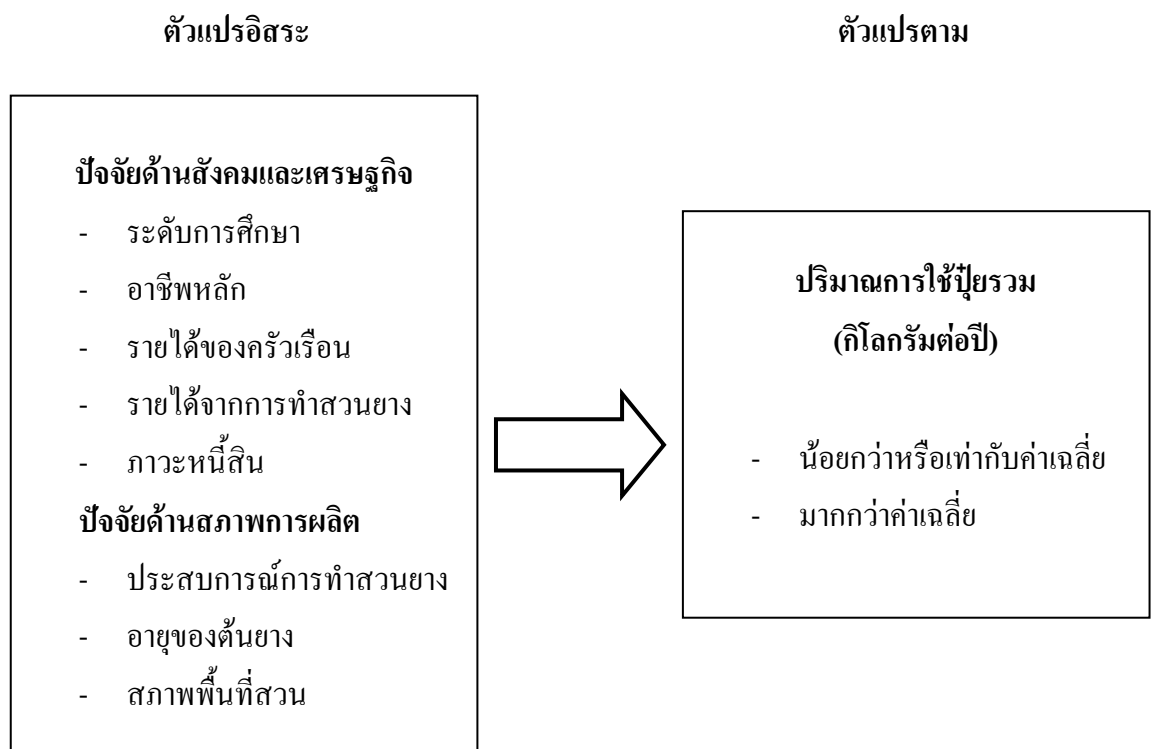 ตัวแปรอิสระ
ตัวแปรตาม
ปัจจัยด้านสังคมและเศรษฐกิจ
- ระดับการศึกษา
- อาชีพหลัก
- รายได้ของครัวเรือน
- รายได้จากการทำสวนยาง
- ภาวะหนี้สิน
ปัจจัยด้านสภาพการผลิต
- ประสบการณ์การทำสวนยาง
- อายุของต้นยาง
- สภาพพื้นที่สวน
ปริมาณการใช้ปุ๋ยรวม
(กิโลกรัมต่อปี)
- น้อยกว่าหรือเท่ากับค่าเฉลี่ย
- มากกว่าค่าเฉลี่ย